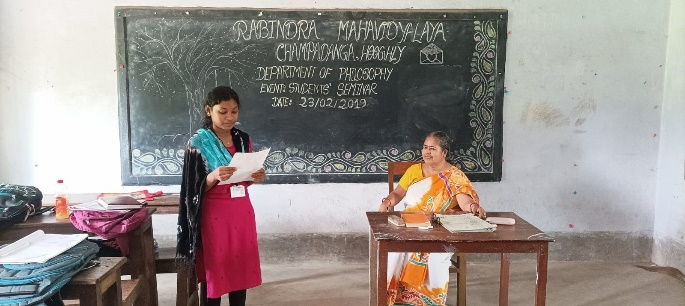 RABINDRA MAHAVIDYALAYA
CHAMPADANGA, HOOGHLY
DEPARTMENT OF PHILOSOPHY
EVENT: STUDENTS' SEMINAR
DATE: 23/02/2019